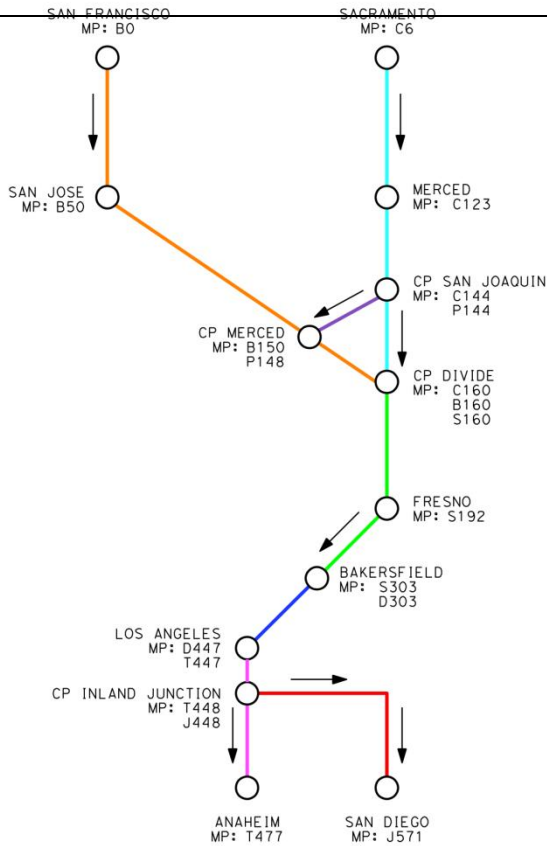 SAN FRANCISCO
MP: B0
SACRAMENTO
MP: C6
SAN JOSE
MP: B50
MERCED
MP: C123
CP SAN JOAQUIN
MP: C144
P144
CP MERCED
MP: B150
P148
CP DIVIDE
MP: C160
B160
S160
FRESNO
MP: S192
BAKERSFIELD
MP: S303
D303
LOS ANGELES
MP: D447
T447
CP INLAND JUNCTION
MP: T448
J448
ANAHEIM
MP: T477
SAN DIEGO
MP: J571